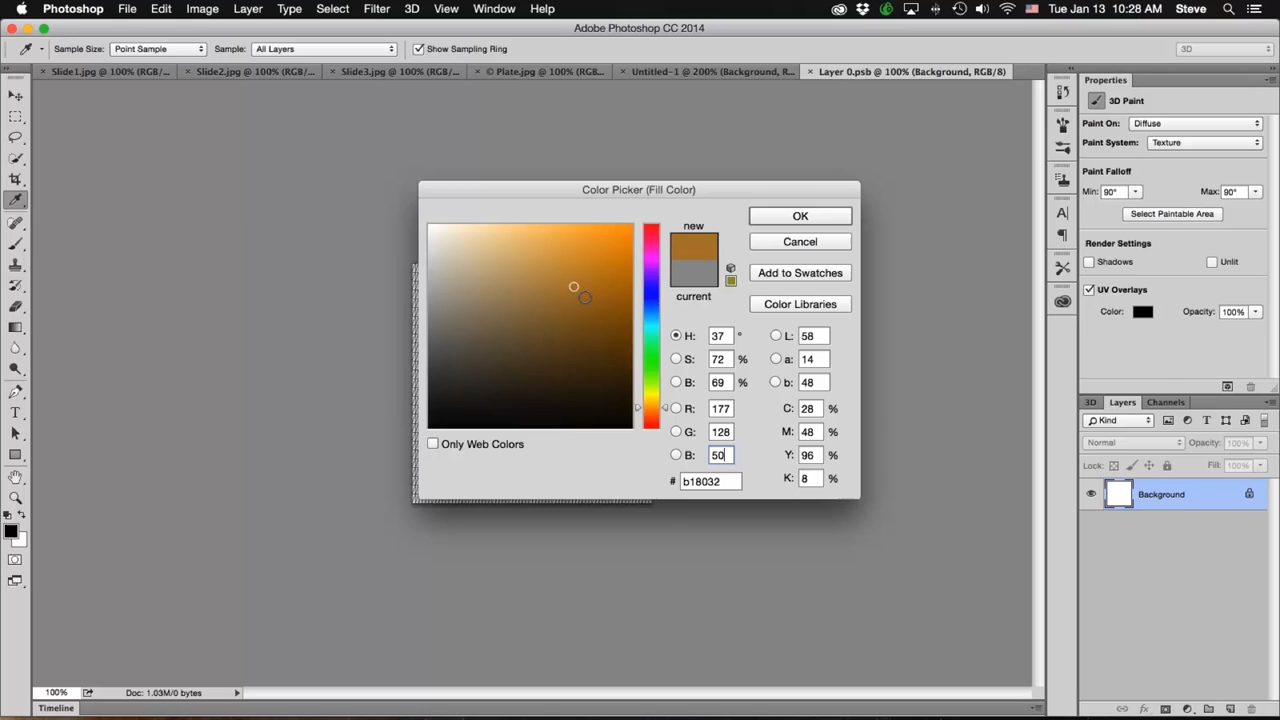 Photoshop File Edit Image Layer Type Select Filter 3D View Window Help Tue Jan 13 10:28 AM Steve
Adobe Photoshop CC 2014
Sample Size: Point Sample Sample: All Layers Show Sampling Ring 3D
× Slide1.jpg @ 100% (RGB/... × Slide2.jpg @ 100% (RGB/... × Slide3.jpg @ 100% (RGB/... × © Plate.jpg @ 100% (RGB... × Untitled-1 @ 200% (Background, R... × Layer 0.psb @ 100% (Background, RGB/8)
Properties
3D Paint
Paint On: Diffuse
Paint System: Texture
Paint Falloff
Min: 90° Max: 90°
Select Paintable Area
Render Settings
Shadows Unlit
UV Overlays
Color: Opacity: 100%
Color Picker (Fill Color)
new
current
OK
Cancel
Add to Swatches
Color Libraries
H: 37 ° L: 58
S: 72 % a: 14
B: 69 % b: 48
R: 177 C: 28 %
G: 128 M: 48 %
B: 50 Y: 96 %
# b18032 K: 8 %
Only Web Colors
3D Layers Channels
Kind
Normal Opacity: 100%
Lock: Fill: 100%
Background
100% Doc: 1.03M/0 bytes
Timeline